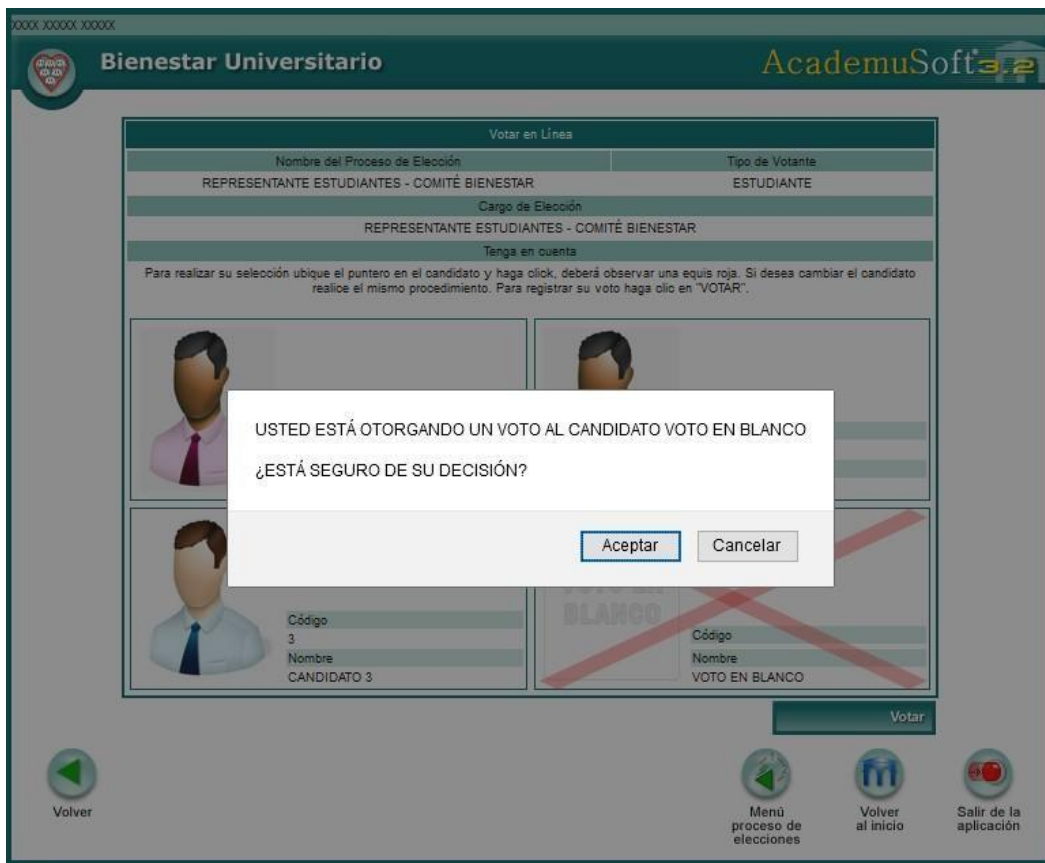 XXXX XXXXX XXXXX
Bienestar Universitario
AcademuSoft 3.2
Votar en Línea
Nombre del Proceso de Elección
Tipo de Votante
REPRESENTANTE ESTUDIANTES - COMITÉ BIENESTAR
ESTUDIANTE
Cargo de Elección
REPRESENTANTE ESTUDIANTES - COMITÉ BIENESTAR
Tenga en cuenta
Para realizar su selección ubique el puntero en el candidato y haga click, deberá observar una equis roja. Si desea cambiar el candidato
realice el mismo procedimiento. Para registrar su voto haga clic en "VOTAR".
USTED ESTÁ OTORGANDO UN VOTO AL CANDIDATO VOTO EN BLANCO
¿ESTÁ SEGURO DE SU DECISIÓN?
Aceptar
Cancelar
Código
3
Nombre
CANDIDATO 3
BLANCO
Código
Nombre
VOTO EN BLANCO
Votar
Volver
Menú
proceso de
elecciones
Volver
al inicio
Salir de la
aplicación